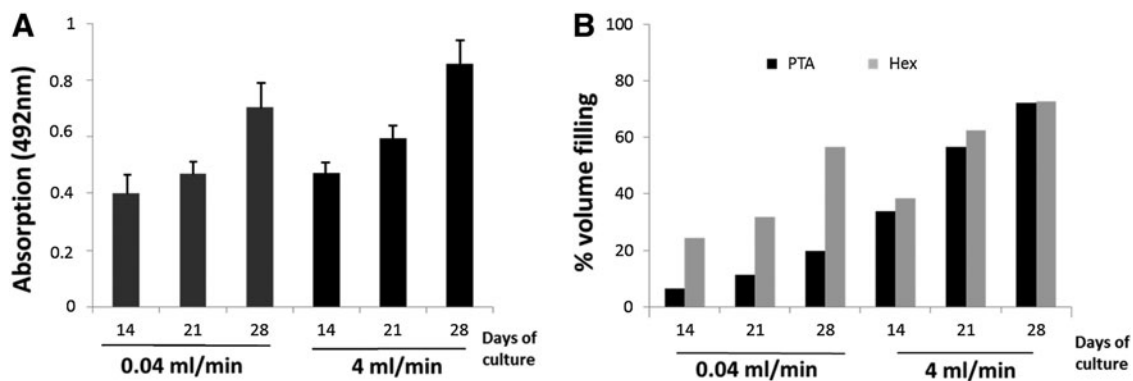 A
Absorption (492nm)
1
0.8
0.6
0.4
0.2
0
14 21 28 14 21 28
0.04 ml/min 4 ml/min
Days of
culture
B
% volume filling
100
80
60
40
20
0
PTA Hex
14 21 28 14 21 28
0.04 ml/min 4 ml/min
Days of
culture